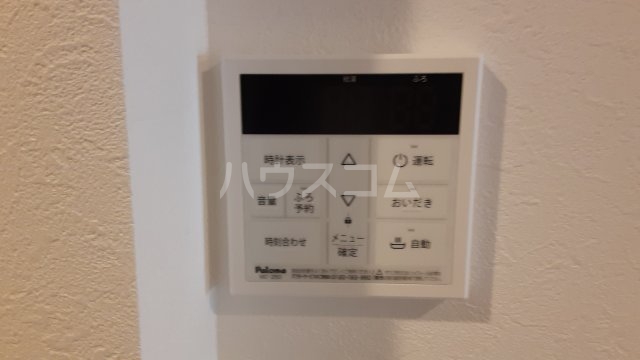 給湯 ふろ
時計表示 運転
音量 ふろ予約 おいだき
時刻合わせ メニュー 確定 自動
ハウスコム
Paloma